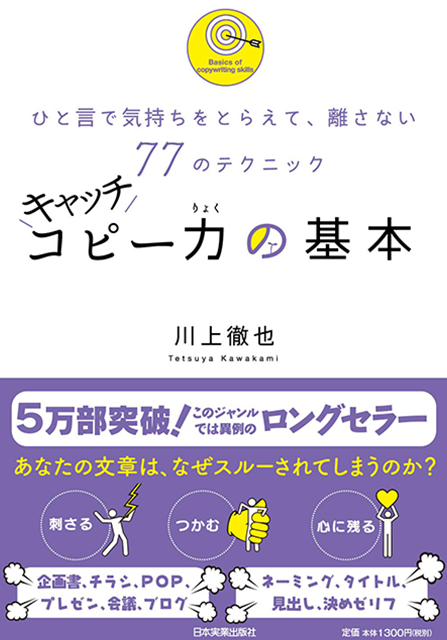 Basics of
copywriting skills
ひと言で気持ちをとらえて、離さない
77のテクニック
キャッチ
コピー力の基本
りょく
川上徹也
Tetsuya Kawakami
5万部突破!このジャンルでは異例のロングセラー
あなたの文章は、なぜスルーされてしまうのか?
刺さる つかむ 心に残る
企画書、チラシ、POP、
プレゼン、会議、ブログ
ネーミング、タイトル、
見出し、決めゼリフ
日本実業出版社
定価 本体1300円(税別)